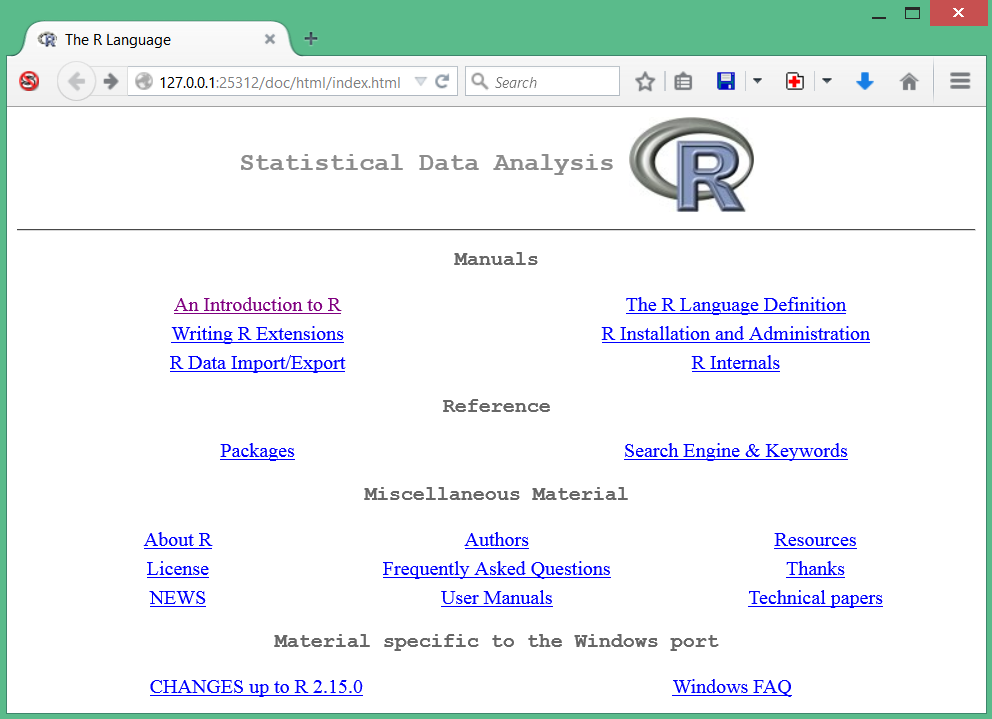 The R Language
127.0.0.1:25312/doc/html/index.html
Search
Statistical Data Analysis R
Manuals
An Introduction to R The R Language Definition
Writing R Extensions R Installation and Administration
R Data Import/Export R Internals
Reference
Packages Search Engine & Keywords
Miscellaneous Material
About R Authors Resources
License Frequently Asked Questions Thanks
NEWS User Manuals Technical papers
Material specific to the Windows port
CHANGES up to R 2.15.0 Windows FAQ